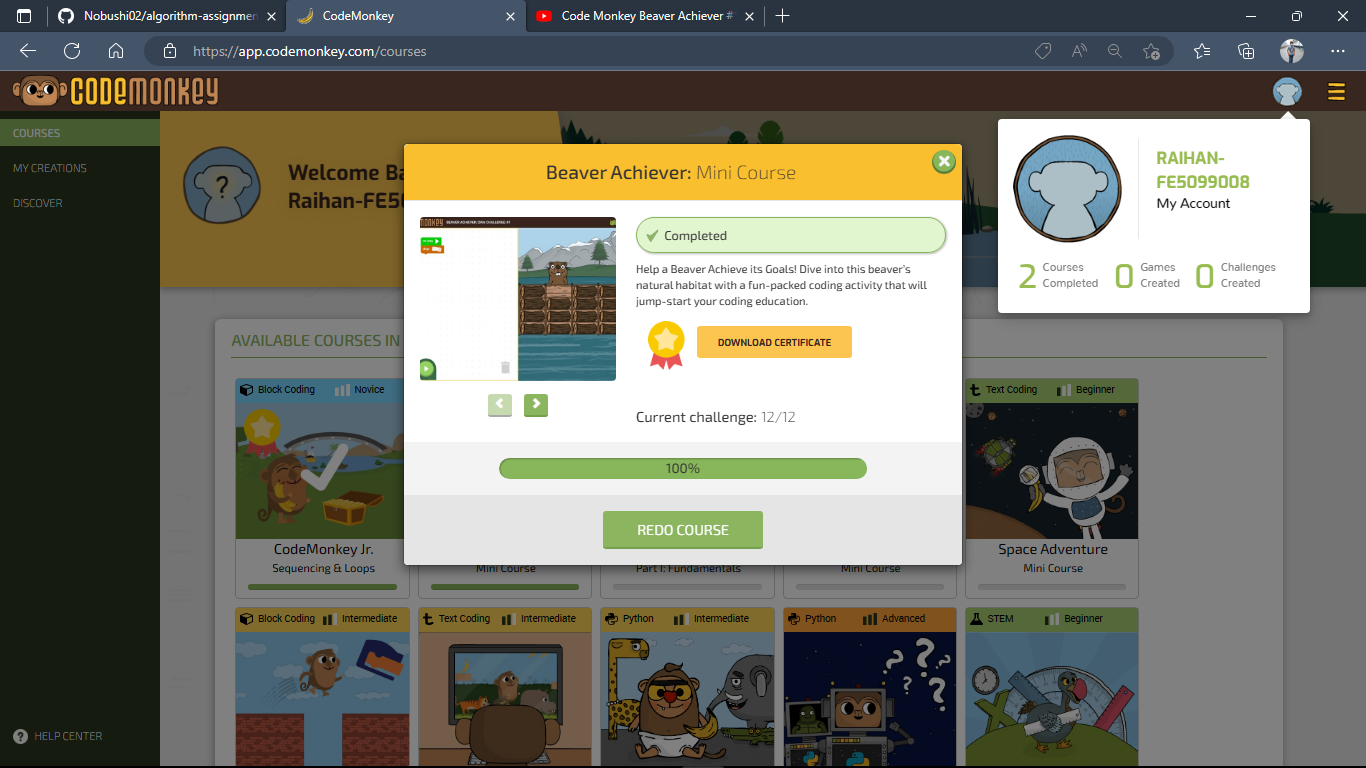 Nobushi02/algorithm-assignmen
CodeMonkey
Code Monkey Beaver Achiever #
https://app.codemonkey.com/courses
CODEMONKEY
COURSES
MY CREATIONS
DISCOVER
HELP CENTER
Welcome Ba
Raihan-FE5
RAIHAN-
FE5099008
My Account
2 Courses Completed
0 Games Created
0 Challenges Created
Beaver Achiever: Mini Course
Completed
Help a Beaver Achieve its Goals! Dive into this beaver's
natural habitat with a fun-packed coding activity that will
jump-start your coding education.
DOWNLOAD CERTIFICATE
Current challenge: 12/12
100%
REDO COURSE
AVAILABLE COURSES IN
Block Coding Novice
CodeMonkey Jr.
Sequencing & Loops
Mini Course
Part I: Fundamentals
Mini Course
Text Coding Beginner
Space Adventure
Mini Course
Block Coding Intermediate
Text Coding Intermediate
Python Intermediate
Python Advanced
STEM Beginner